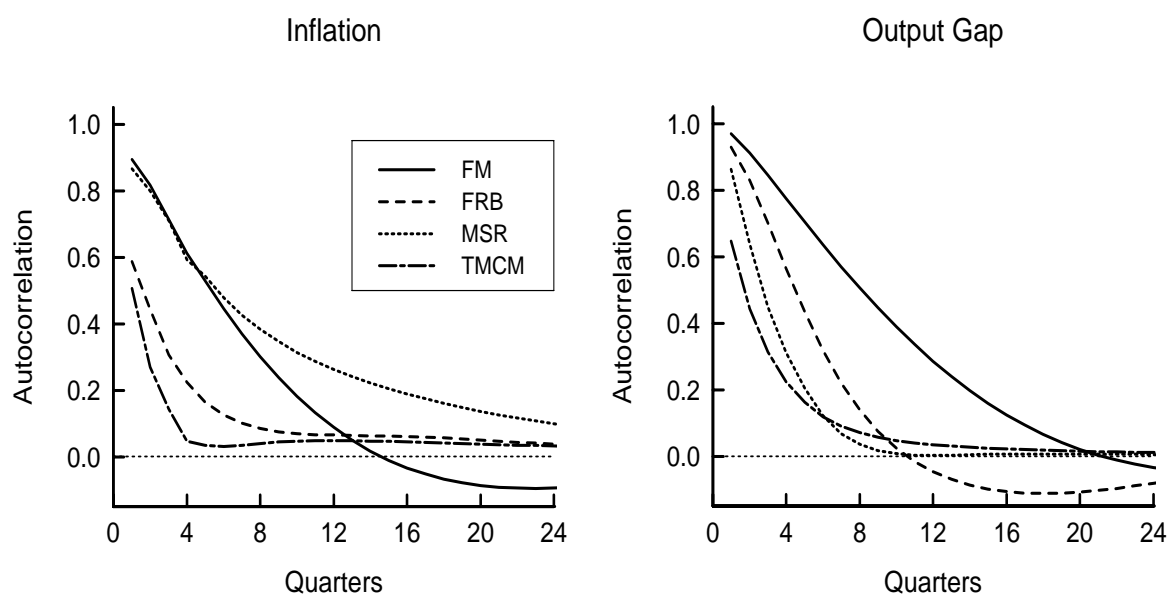 Inflation
Output Gap
Autocorrelation
1.0
0.8
0.6
0.4
0.2
0.0
FM
FRB
MSR
TMCM
0 4 8 12 16 20 24
Quarters
Autocorrelation
1.0
0.8
0.6
0.4
0.2
0.0
0 4 8 12 16 20 24
Quarters